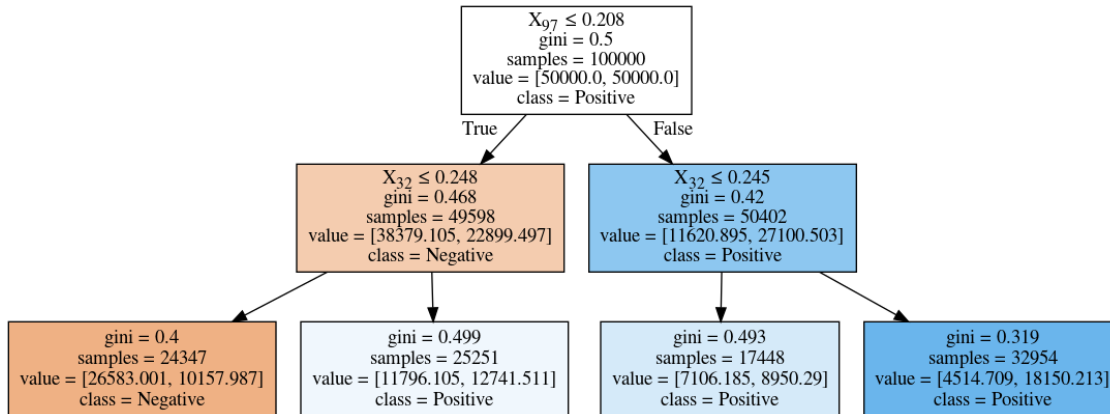 X97 ≤ 0.208
gini = 0.5
samples = 100000
value = [50000.0, 50000.0]
class = Positive
True
False
X32 ≤ 0.248
gini = 0.468
samples = 49598
value = [38379.105, 22899.497]
class = Negative
X32 ≤ 0.245
gini = 0.42
samples = 50402
value = [11620.895, 27100.503]
class = Positive
gini = 0.4
samples = 24347
value = [26583.001, 10157.987]
class = Negative
gini = 0.499
samples = 25251
value = [11796.105, 12741.511]
class = Positive
gini = 0.493
samples = 17448
value = [7106.185, 8950.29]
class = Positive
gini = 0.319
samples = 32954
value = [4514.709, 18150.213]
class = Positive